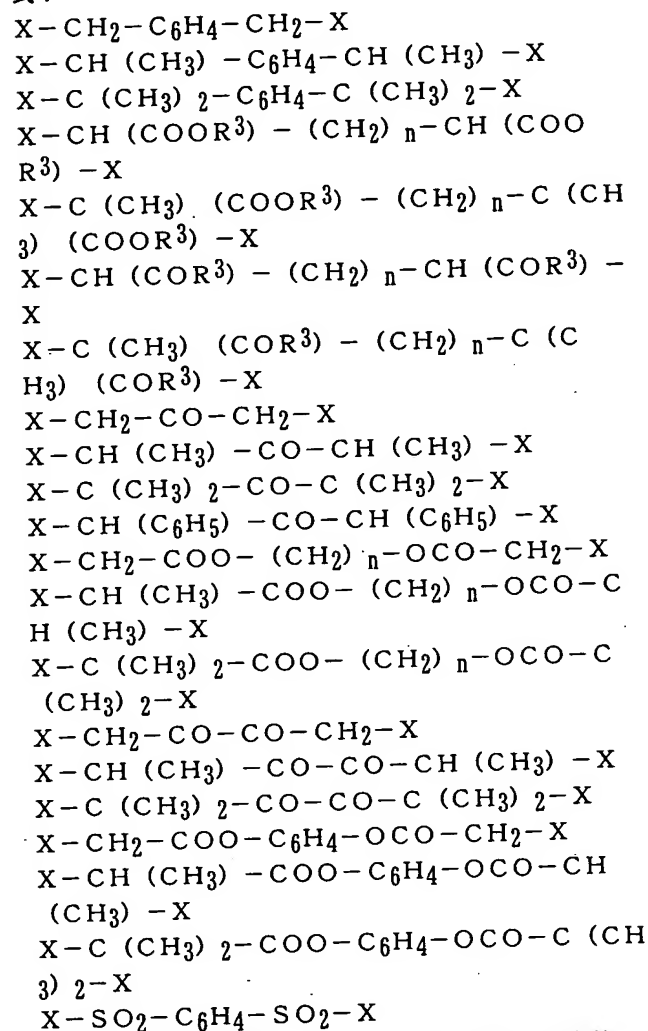 X－CH2－C6H4－CH2－X
X－CH (CH3) －C6H4－CH (CH3) －X
X－C (CH3) 2－C6H4－C (CH3) 2－X
X－CH (COOR3) － (CH2) n－CH (COO
R3) －X
X－C (CH3) (COOR3) － (CH2) n－C (CH
3) (COOR3) －X
X－CH (COR3) － (CH2) n－CH (COR3) －
X
X－C (CH3) (COR3) － (CH2) n－C (C
H3) (COR3) －X
X－CH2－CO－CH2－X
X－CH (CH3) －CO－CH (CH3) －X
X－C (CH3) 2－CO－C (CH3) 2－X
X－CH (C6H5) －CO－CH (C6H5) －X
X－CH2－COO－ (CH2) n－OCO－CH2－X
X－CH (CH3) －COO－ (CH2) n－OCO－C
H (CH3) －X
X－C (CH3) 2－COO－ (CH2) n－OCO－C
(CH3) 2－X
X－CH2－CO－CO－CH2－X
X－CH (CH3) －CO－CO－CH (CH3) －X
X－C (CH3) 2－CO－CO－C (CH3) 2－X
X－CH2－COO－C6H4－OCO－CH2－X
X－CH (CH3) －COO－C6H4－OCO－CH
(CH3) －X
X－C (CH3) 2－COO－C6H4－OCO－C (CH
3) 2－X
X－SO2－C6H4－SO2－X